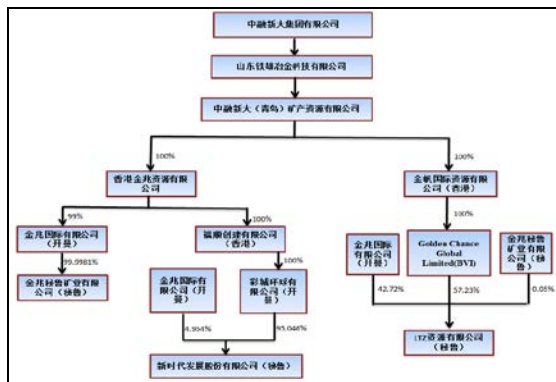 中融新大集团有限公司
山东铁雄冶金科技有限公司
中融新大（青岛）矿产资源有限公司
100%
100%
香港金兆资源有限
公司
金帆国际资源有限
公司（香港）
99%
100%
100%
金兆国际有限公司
（开曼）
福顺创建有限公司
（香港）
99.9981%
100%
金兆秘鲁矿业有限
公司（秘鲁）
金兆国际有
限公司（开
曼）
彩城环球有
限公司（开
曼）
金兆国际有
限公司（开
曼）
Golden Chance
Global
Limited(BVI)
金兆秘鲁
矿业有限
公司（秘
鲁）
4.954%
95.046%
42.72%
57.23%
0.05%
新时代发展股份有限公司（秘鲁）
LTZ资源有限公司
（秘鲁）